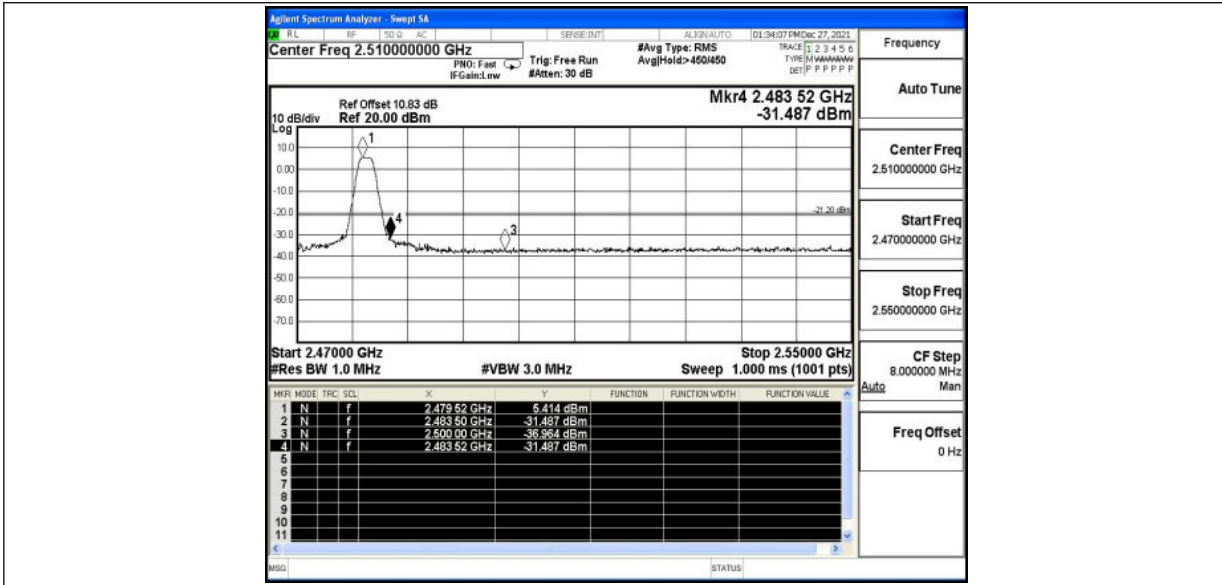 Agilent Spectrum Analyzer - Swept SA
RL RF 50 Ω AC SENSE:INT ALIGN AUTO 01:34:07 PM Dec 27, 2021
Center Freq 2.510000000 GHz
PNO: Fast
IFGain:Low
Trig: Free Run
#Atten: 30 dB
#Avg Type: RMS
Avg|Hold:>450/450
TRACE 1 2 3 4 5 6
TYPE M
DET P P P P P P
Frequency
Auto Tune
Ref Offset 10.83 dB
10 dB/div Ref 20.00 dBm
Log
Mkr4 2.483 52 GHz
-31.487 dBm
1
10.0
0.00
-10.0
-20.0
-21.20 dBm
4
3
-30.0
-40.0
-50.0
-60.0
-70.0
Center Freq
2.510000000 GHz
Start Freq
2.470000000 GHz
Stop Freq
2.550000000 GHz
Start 2.47000 GHz Stop 2.55000 GHz
#Res BW 1.0 MHz #VBW 3.0 MHz Sweep 1.000 ms (1001 pts)
CF Step
8.000000 MHz
Auto Man
MKR MODE TRC SCL X Y FUNCTION FUNCTION WIDTH FUNCTION VALUE
1 N f 2.479 52 GHz 5.414 dBm
2 N f 2.483 50 GHz -31.487 dBm
3 N f 2.500 00 GHz -36.964 dBm
4 N f 2.483 52 GHz -31.487 dBm
5
6
7
8
9
10
11
Freq Offset
0 Hz
MSG STATUS